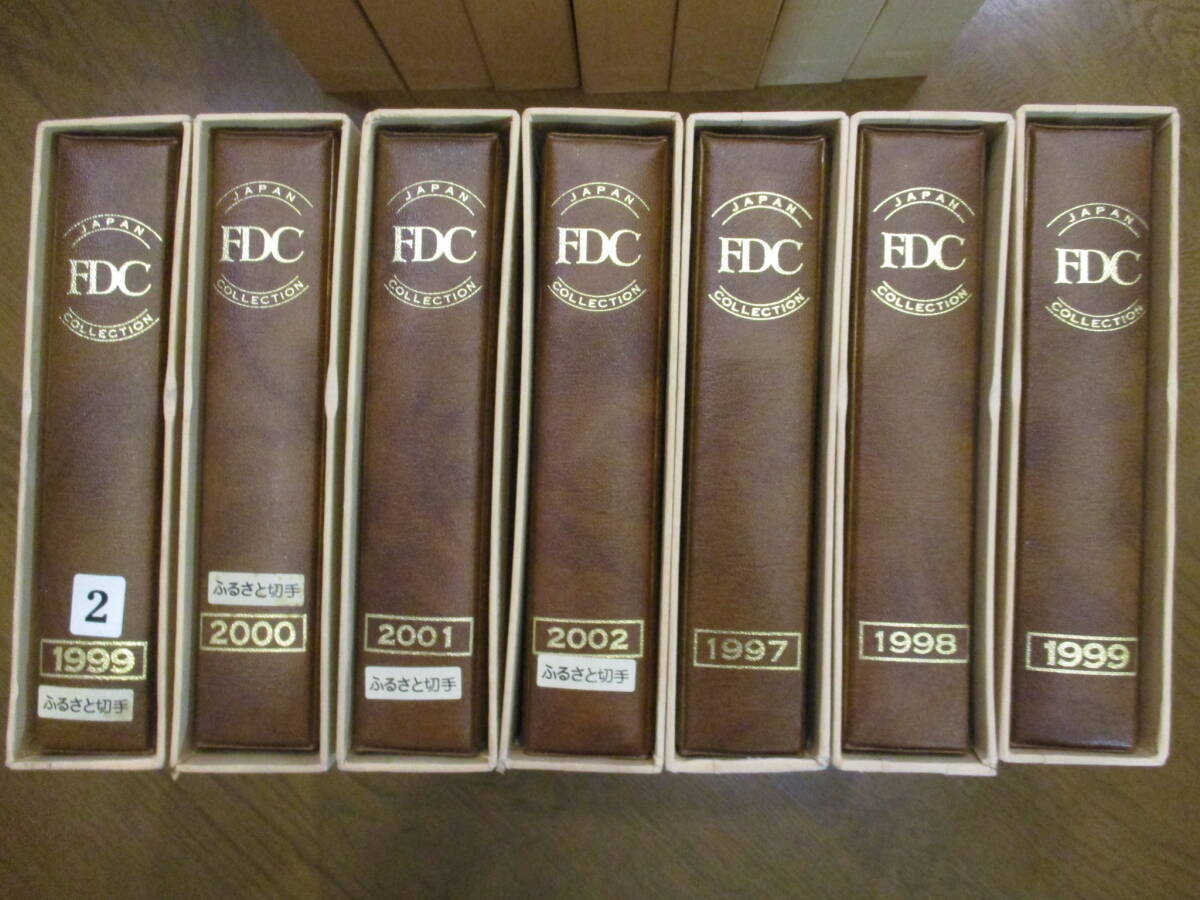 JAPAN
FDC
COLLECTION
2
1999
ふるさと切手
JAPAN
FDC
COLLECTION
ふるさと切手
2000
JAPAN
FDC
COLLECTION
2001
ふるさと切手
JAPAN
FDC
COLLECTION
2002
ふるさと切手
JAPAN
FDC
COLLECTION
1997
JAPAN
FDC
COLLECTION
1998
JAPAN
FDC
COLLECTION
1999